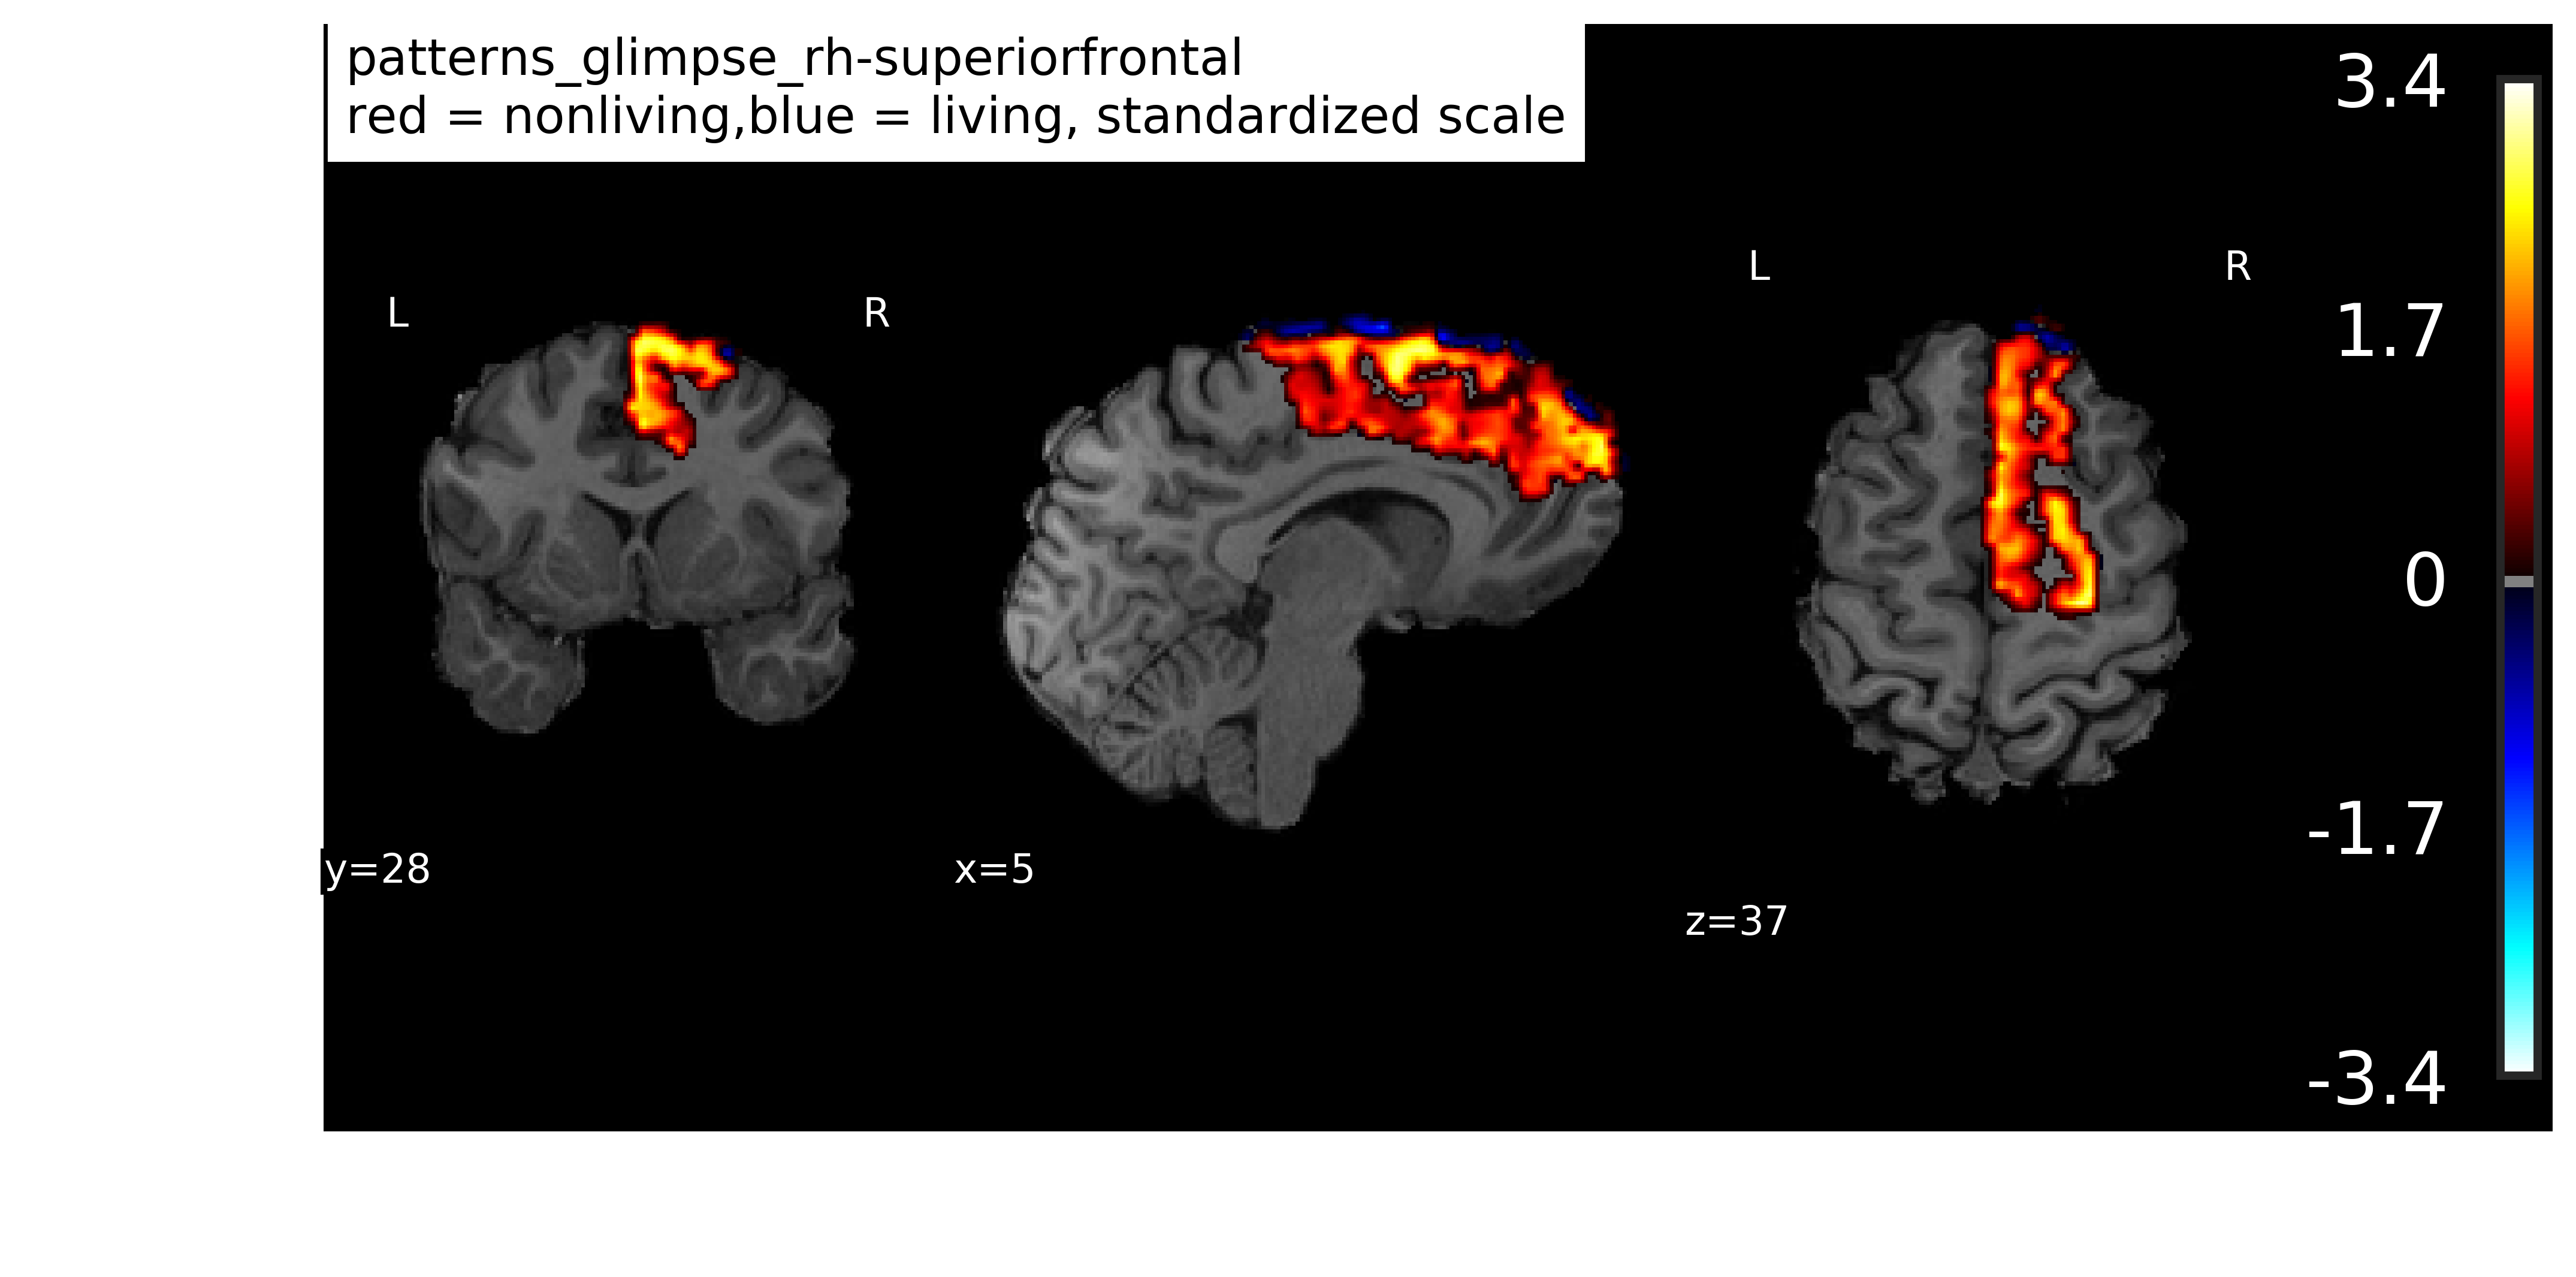 patterns_glimpse_rh-superiorfrontal
red = nonliving,blue = living, standardized scale
L
R
L
R
y=28
x=5
z=37
3.4
1.7
0
-1.7
-3.4